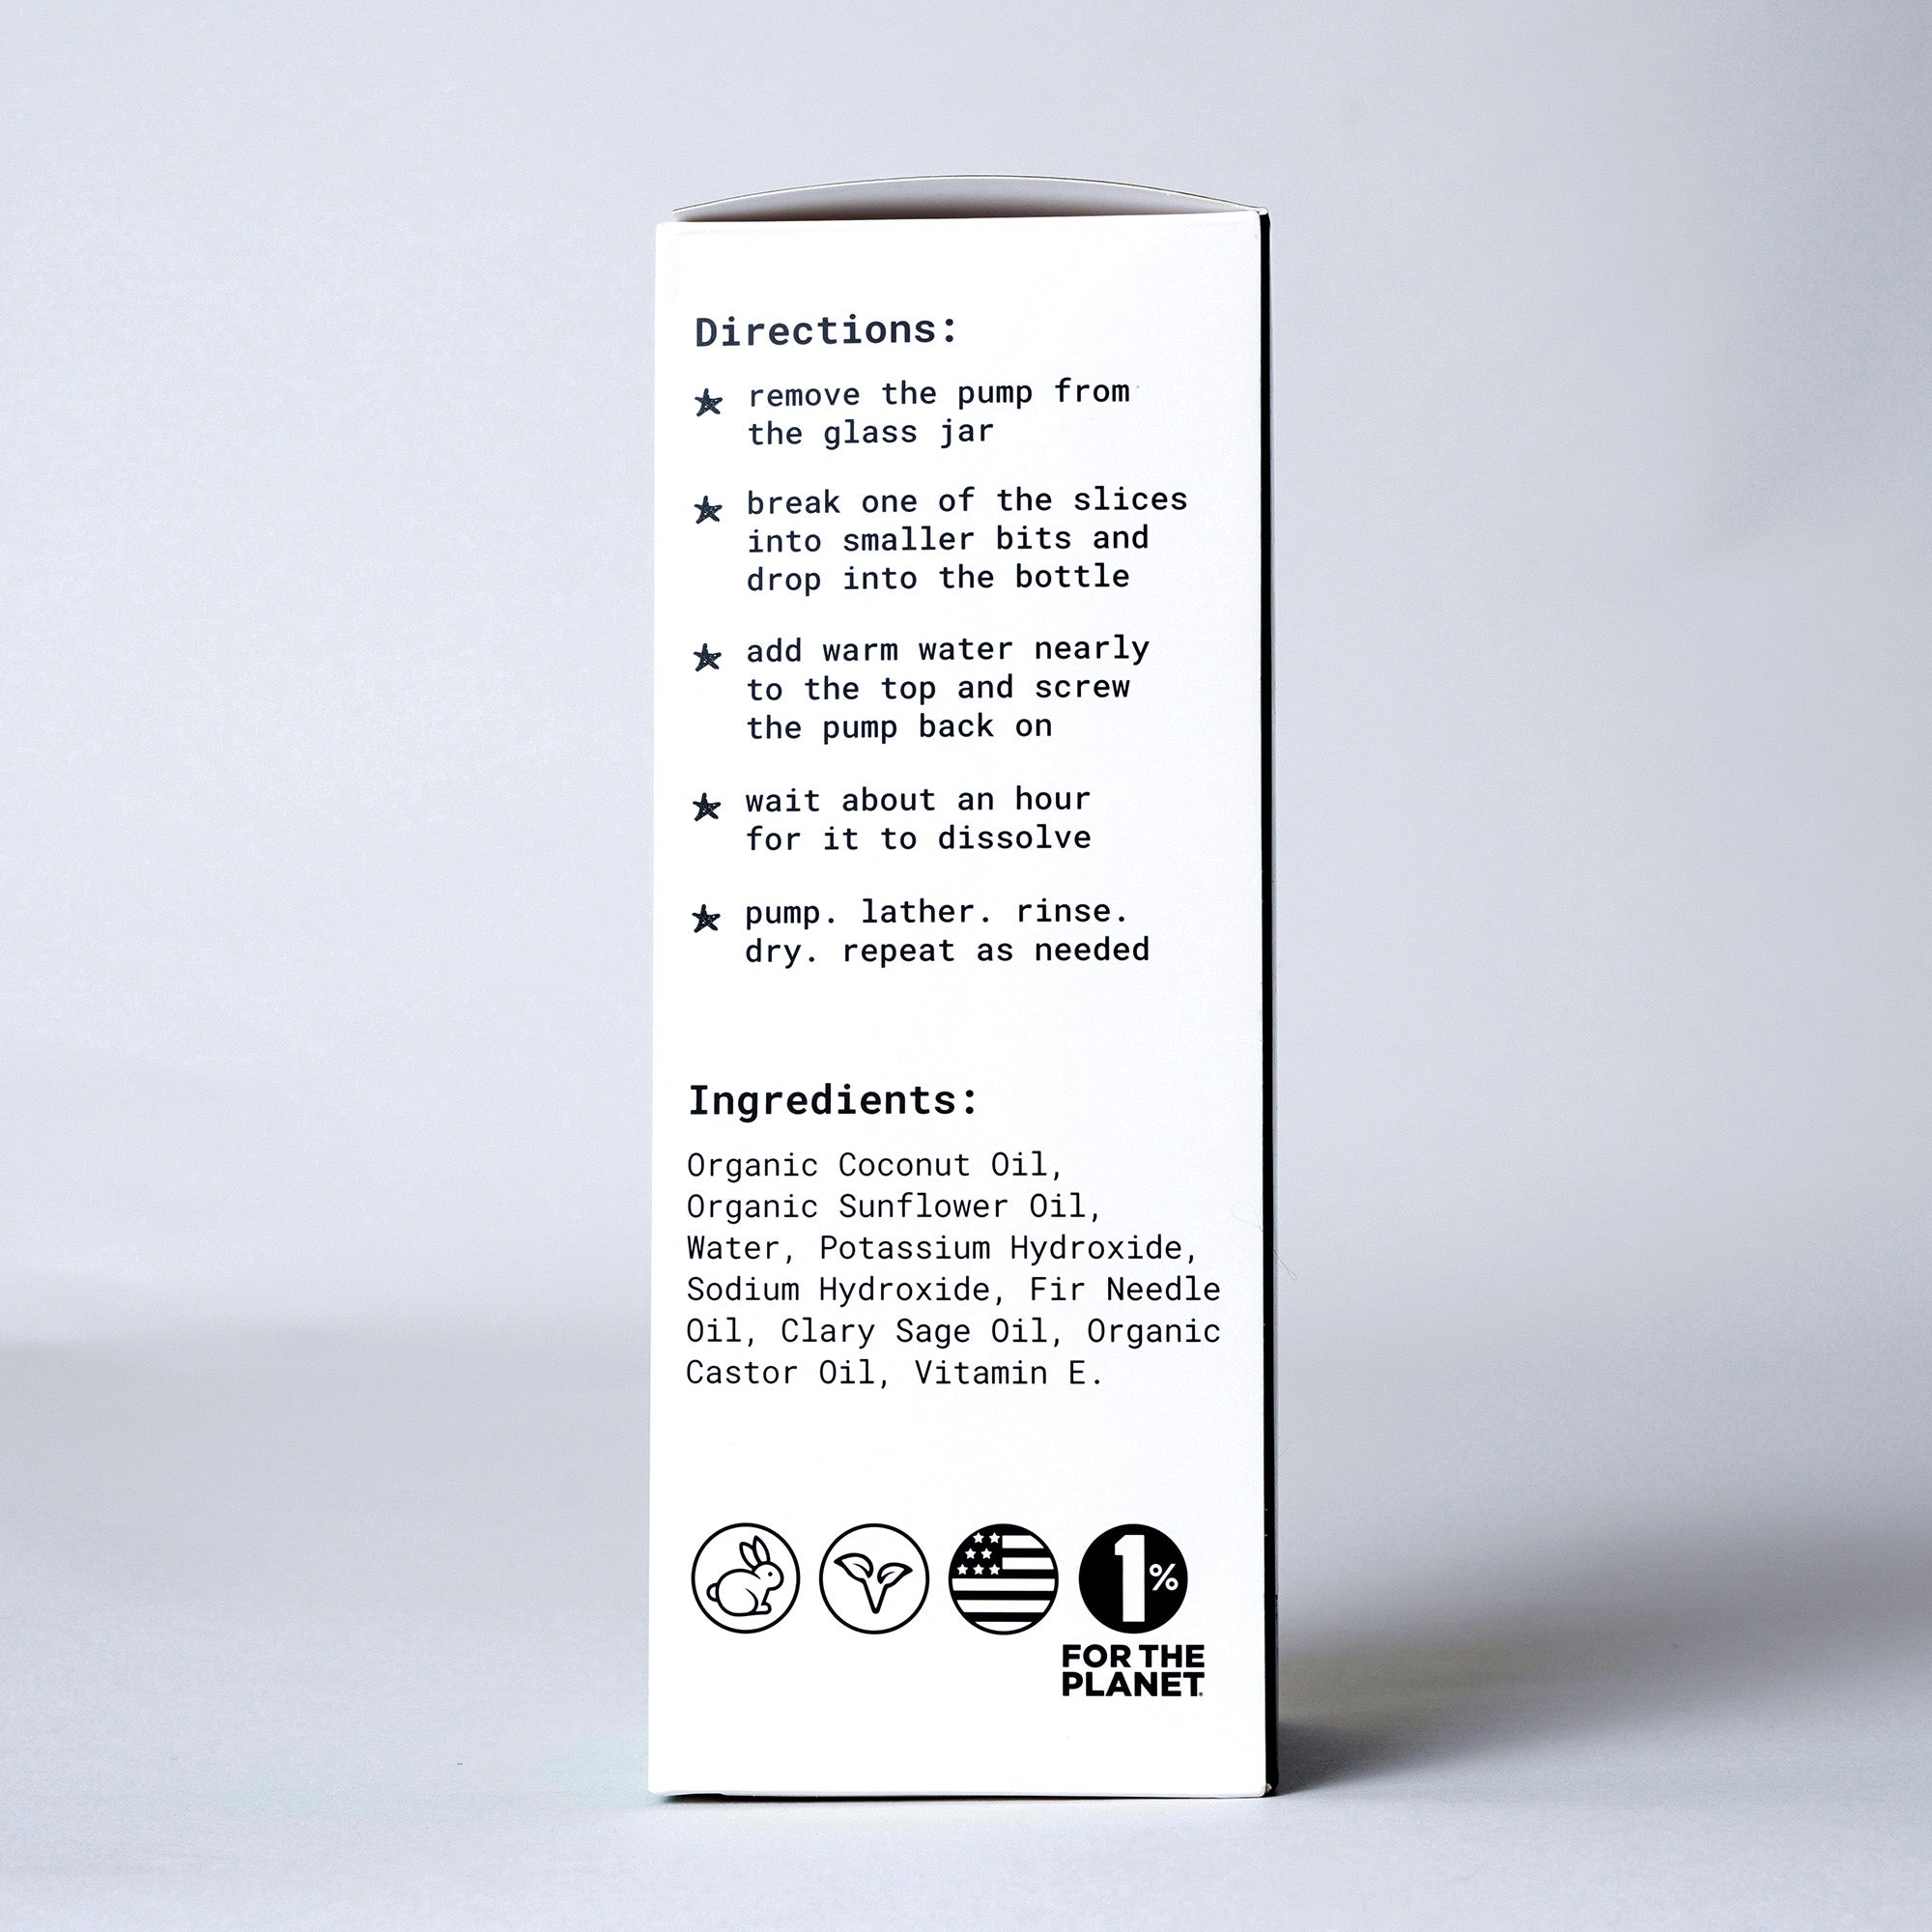 Directions:
remove the pump from
the glass jar
break one of the slices
into smaller bits and
drop into the bottle
add warm water nearly
to the top and screw
the pump back on
wait about an hour
for it to dissolve
pump. lather. rinse.
dry. repeat as needed
Ingredients:
Organic Coconut Oil,
Organic Sunflower Oil,
Water, Potassium Hydroxide,
Sodium Hydroxide, Fir Needle
Oil, Clary Sage Oil, Organic
Castor Oil, Vitamin E.
1%
FOR THE
PLANET